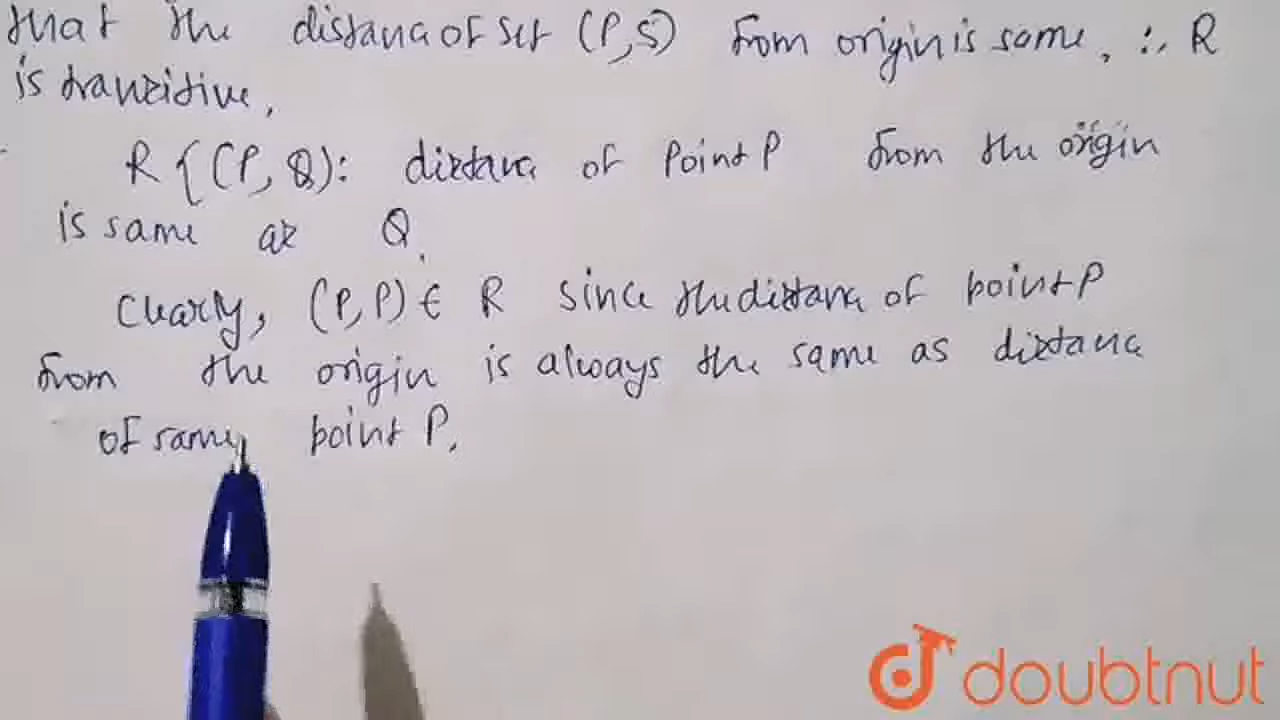 that the distance of set (P,S) from origin is same. ∴ R
is tranzitive,
R{(P,Q): distance of Point P from the origin
is same as Q.
Clearly, (P,P) ∈ R since the distance of point P
from the origin is always the same as distance
of same point P.
doubtnut